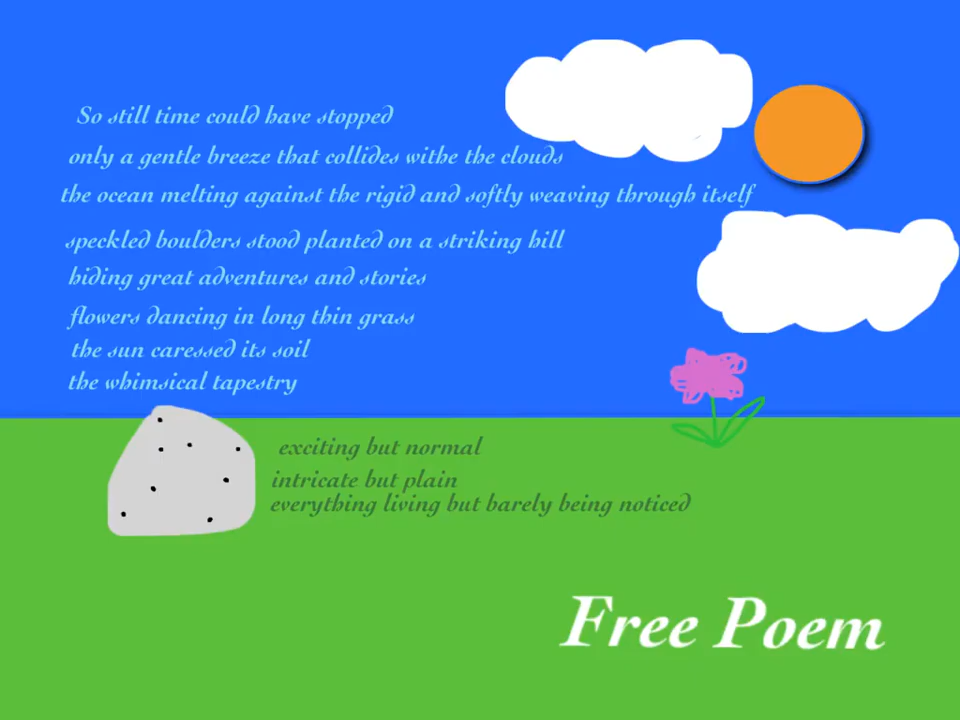 So still time could have stopped
only a gentle breeze that collides withe the clouds
the ocean melting against the rigid and softly weaving through itself
speckled boulders stood planted on a striking hill
hiding great adventures and stories
flowers dancing in long thin grass
the sun caressed its soil
the whimsical tapestry
exciting but normal
intricate but plain
everything living but barely being noticed
Free Poem